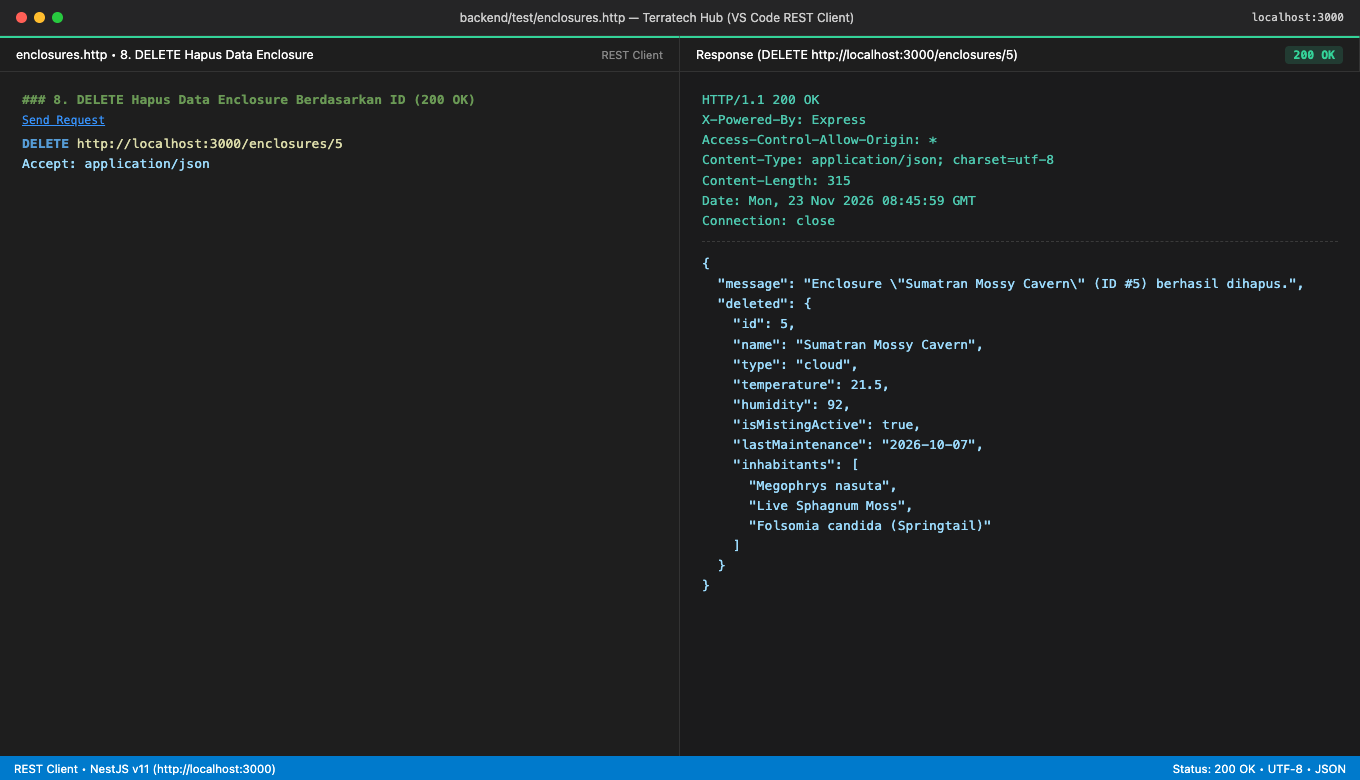 backend/test/enclosures.http — Terratech Hub (VS Code REST Client)
localhost:3000
enclosures.http • 8. DELETE Hapus Data Enclosure
REST Client
### 8. DELETE Hapus Data Enclosure Berdasarkan ID (200 OK)
Send Request
DELETE http://localhost:3000/enclosures/5
Accept: application/json
Response (DELETE http://localhost:3000/enclosures/5)
200 OK
HTTP/1.1 200 OK
X-Powered-By: Express
Access-Control-Allow-Origin: *
Content-Type: application/json; charset=utf-8
Content-Length: 315
Date: Mon, 23 Nov 2026 08:45:59 GMT
Connection: close
{
  "message": "Enclosure \"Sumatran Mossy Cavern\" (ID #5) berhasil dihapus.",
  "deleted": {
    "id": 5,
    "name": "Sumatran Mossy Cavern",
    "type": "cloud",
    "temperature": 21.5,
    "humidity": 92,
    "isMistingActive": true,
    "lastMaintenance": "2026-10-07",
    "inhabitants": [
      "Megophrys nasuta",
      "Live Sphagnum Moss",
      "Folsomia candida (Springtail)"
    ]
  }
}
REST Client • NestJS v11 (http://localhost:3000)
Status: 200 OK • UTF-8 • JSON